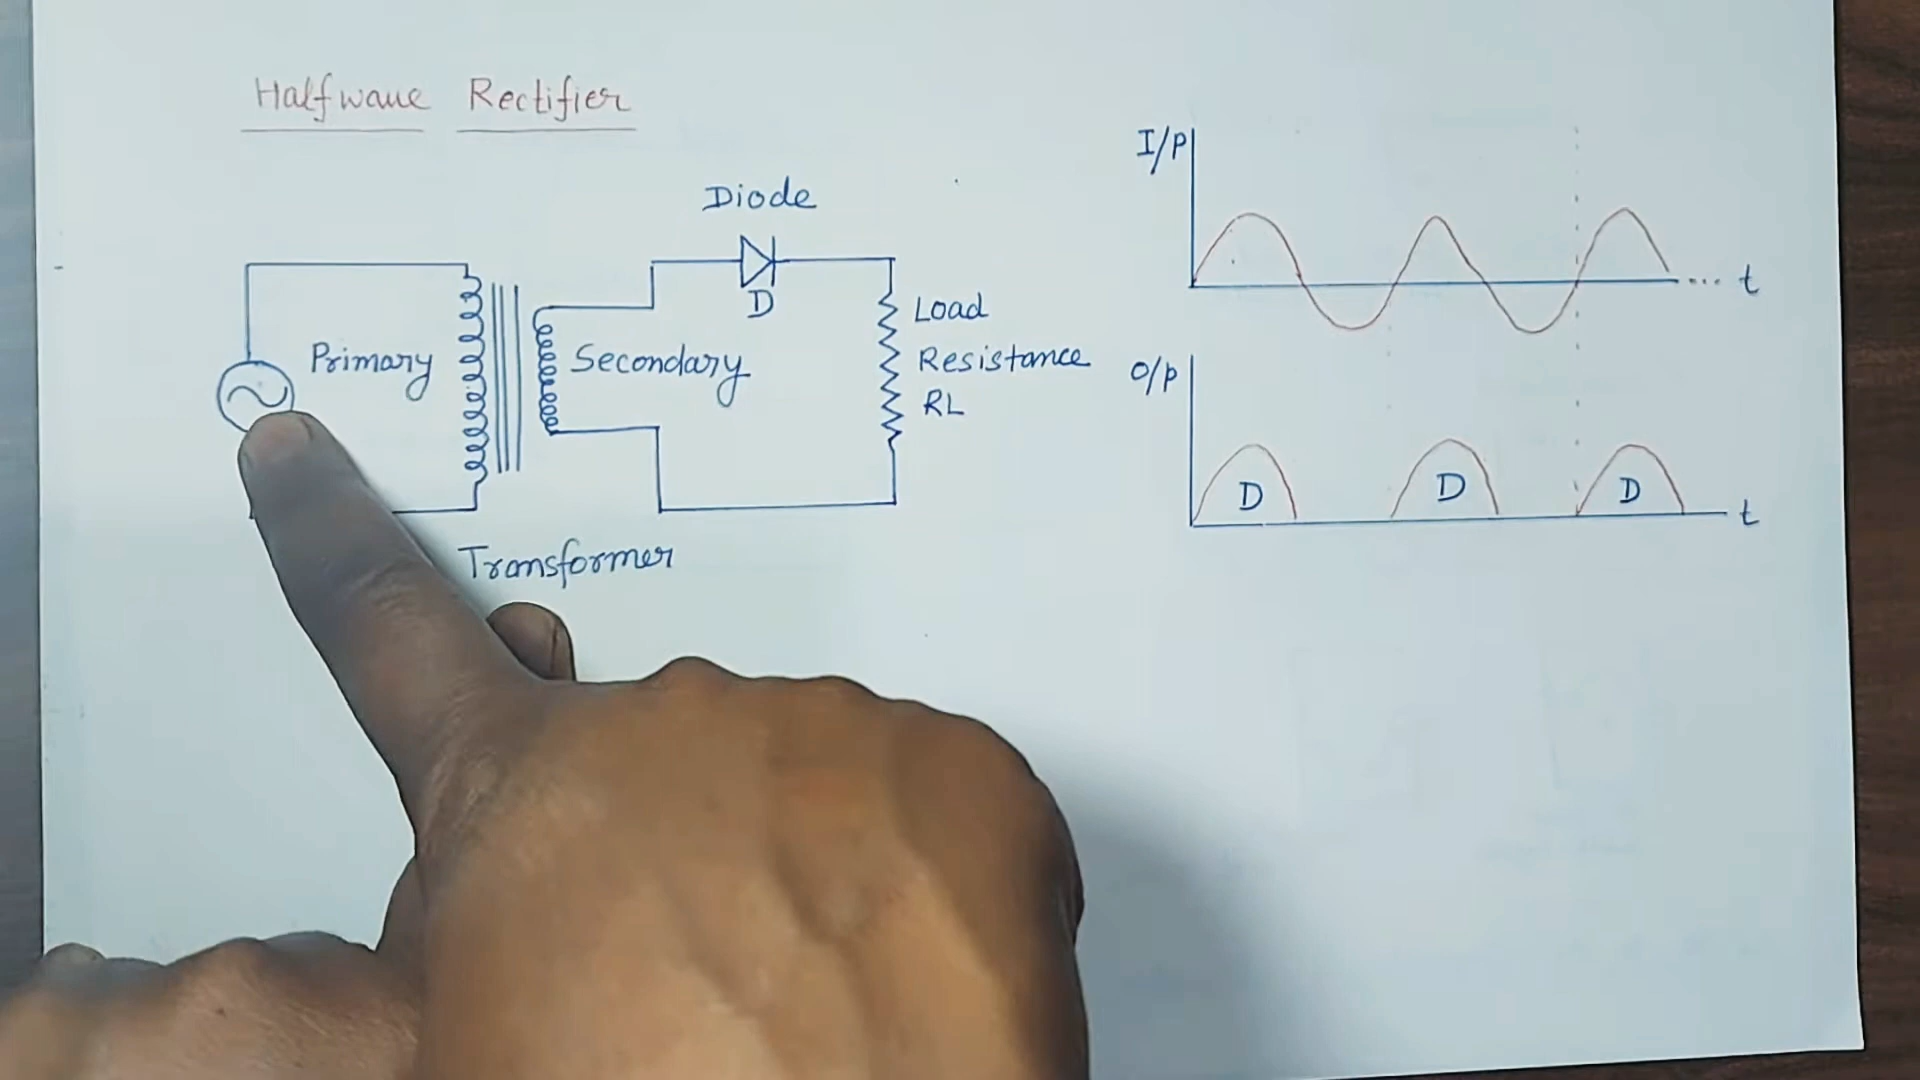 Halfwave Rectifier
Diode
D
Primary
Secondary
Load
Resistance
RL
Transformer
I/P
... t
O/P
D
D
D
t